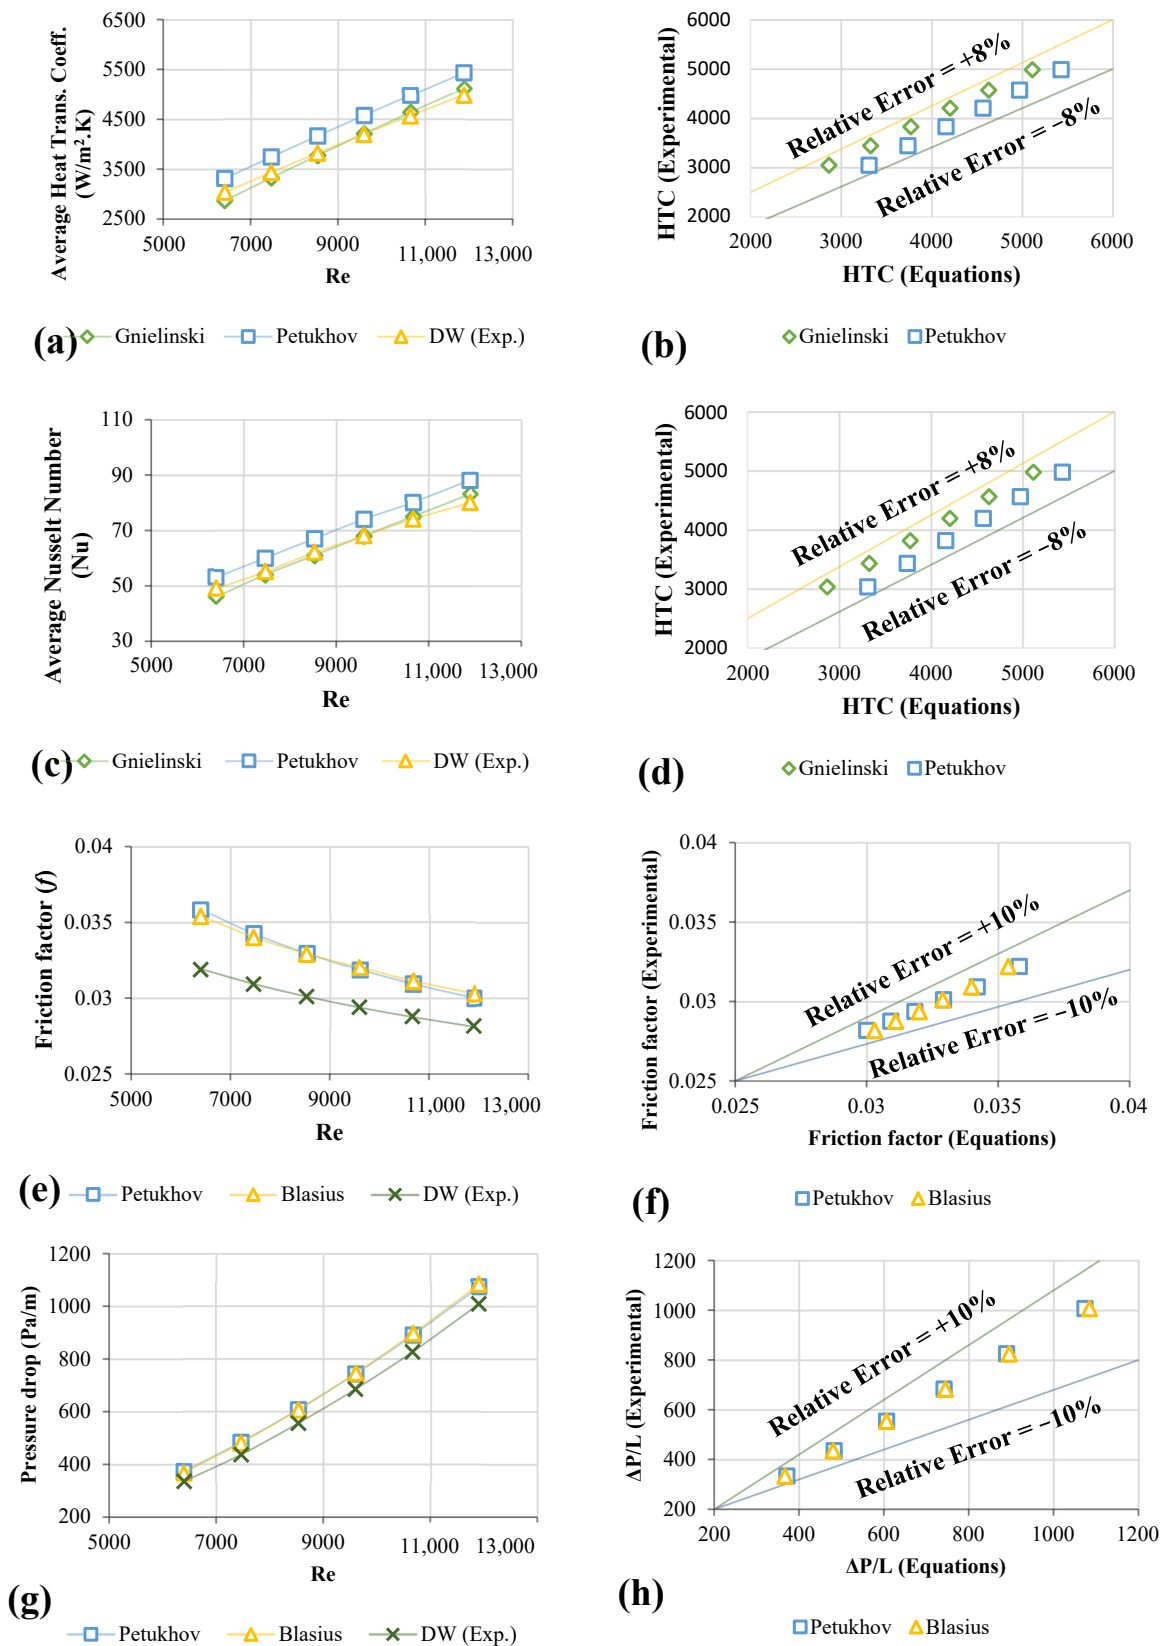 6500
5500
4500
3500
2500
5000
7000
9000
11,000
13,000
Average Heat Trans. Coeff.
(W/m².K)
Re
(a)
Gnielinski
Petukhov
DW (Exp.)
6000
5000
4000
3000
2000
2000
3000
4000
5000
6000
HTC (Experimental)
HTC (Equations)
Relative Error = +8%
Relative Error = −8%
(b)
Gnielinski
Petukhov
110
90
70
50
30
5000
7000
9000
11,000
13,000
Average Nusselt Number
(Nu)
Re
(c)
Gnielinski
Petukhov
DW (Exp.)
6000
5000
4000
3000
2000
2000
3000
4000
5000
6000
HTC (Experimental)
HTC (Equations)
Relative Error = +8%
Relative Error = −8%
(d)
Gnielinski
Petukhov
0.04
0.035
0.03
0.025
5000
7000
9000
11,000
13,000
Friction factor (f)
Re
(e)
Petukhov
Blasius
DW (Exp.)
0.04
0.035
0.03
0.025
0.025
0.03
0.035
0.04
Friction factor (Experimental)
Friction factor (Equations)
Relative Error = +10%
Relative Error = −10%
(f)
Petukhov
Blasius
1200
1000
800
600
400
200
5000
7000
9000
11,000
13,000
Pressure drop (Pa/m)
Re
(g)
Petukhov
Blasius
DW (Exp.)
1200
1000
800
600
400
200
200
400
600
800
1000
1200
ΔP/L (Experimental)
ΔP/L (Equations)
Relative Error = +10%
Relative Error = −10%
(h)
Petukhov
Blasius